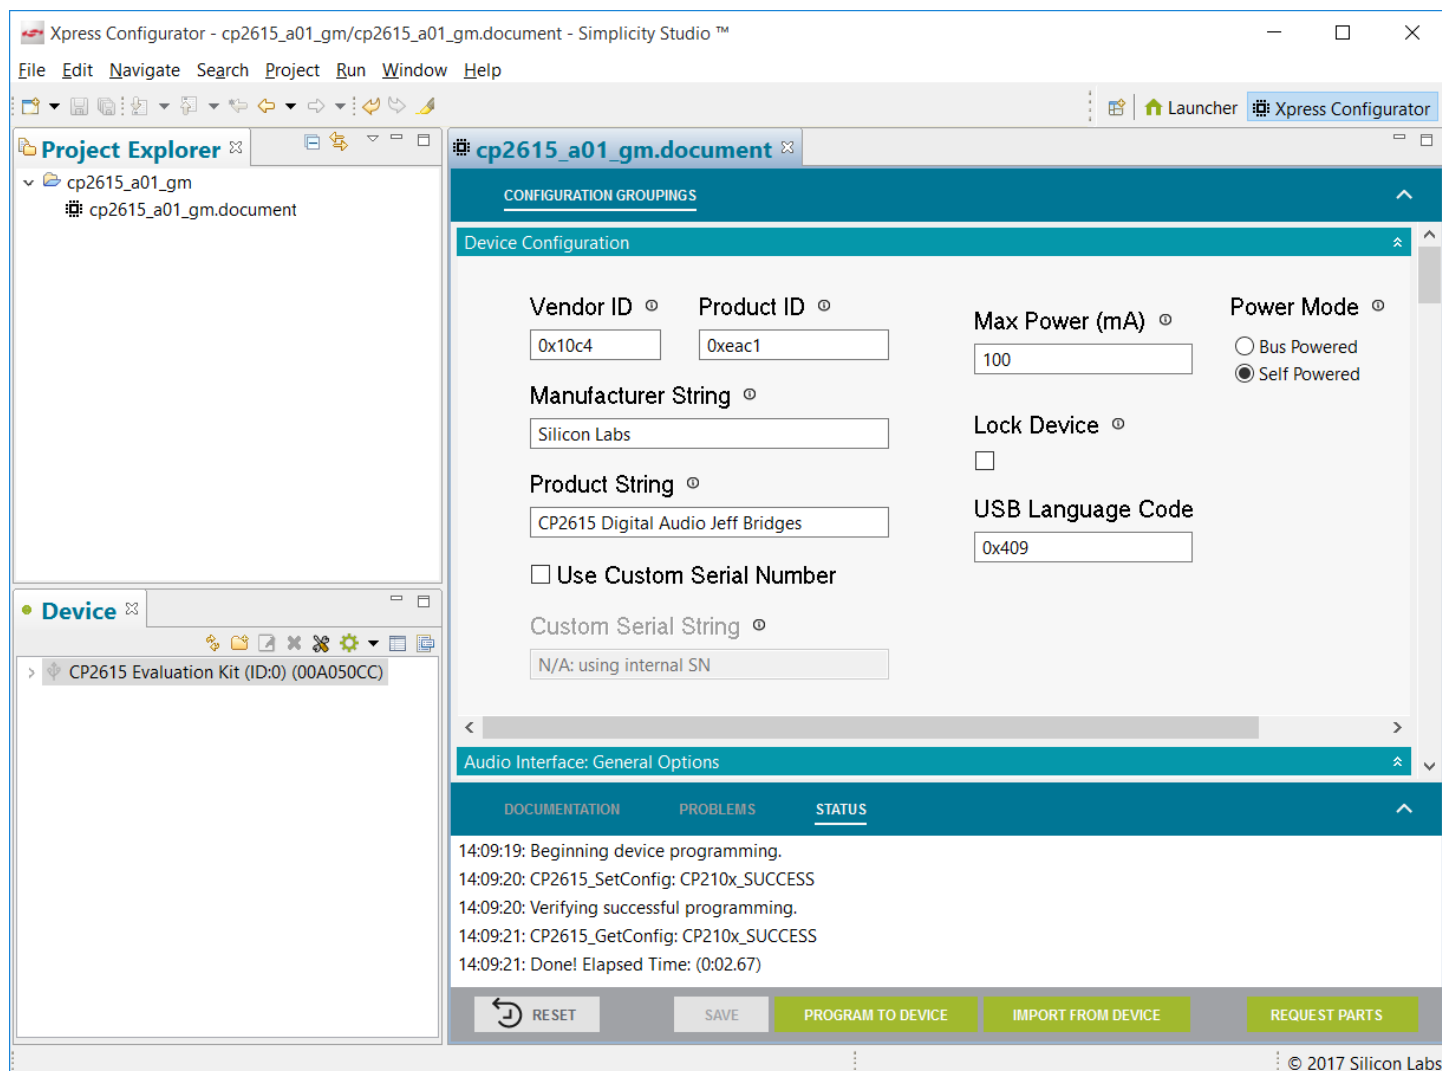 Xpress Configurator - cp2615_a01_gm/cp2615_a01_gm.document - Simplicity Studio ™
File Edit Navigate Search Project Run Window Help
Launcher Xpress Configurator
Project Explorer
cp2615_a01_gm
cp2615_a01_gm.document
Device
CP2615 Evaluation Kit (ID:0) (00A050CC)
cp2615_a01_gm.document
CONFIGURATION GROUPINGS
Device Configuration
Vendor ID Product ID
0x10c4 0xeac1
Manufacturer String
Silicon Labs
Product String
CP2615 Digital Audio Jeff Bridges
Use Custom Serial Number
Custom Serial String
N/A: using internal SN
Max Power (mA)
100
Lock Device
USB Language Code
0x409
Power Mode
Bus Powered
Self Powered
Audio Interface: General Options
DOCUMENTATION PROBLEMS STATUS
14:09:19: Beginning device programming.
14:09:20: CP2615_SetConfig: CP210x_SUCCESS
14:09:20: Verifying successful programming.
14:09:21: CP2615_GetConfig: CP210x_SUCCESS
14:09:21: Done! Elapsed Time: (0:02.67)
RESET SAVE PROGRAM TO DEVICE IMPORT FROM DEVICE REQUEST PARTS
© 2017 Silicon Labs